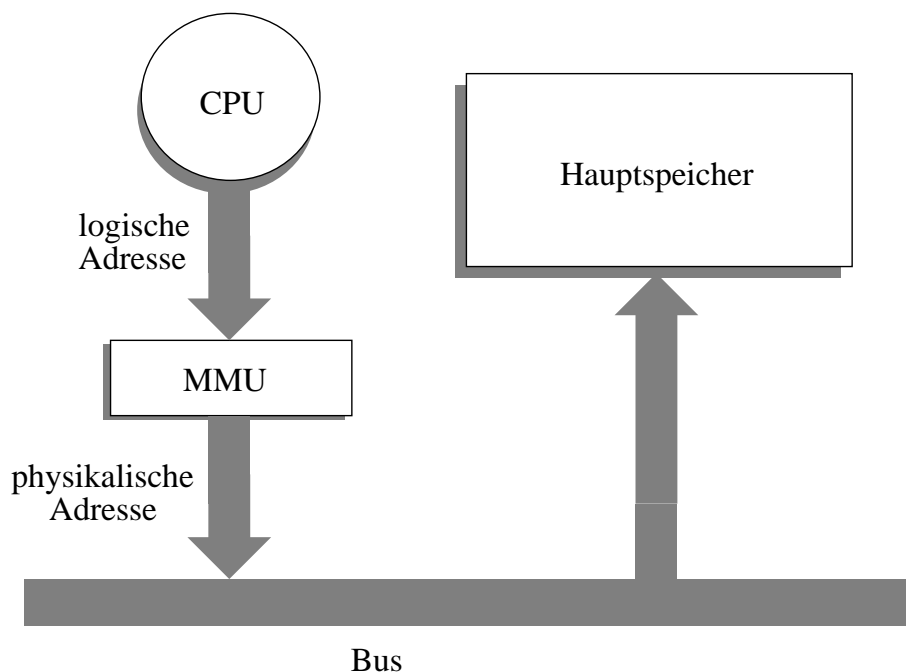 CPU
Hauptspeicher
logische
Adresse
MMU
physikalische
Adresse
Bus